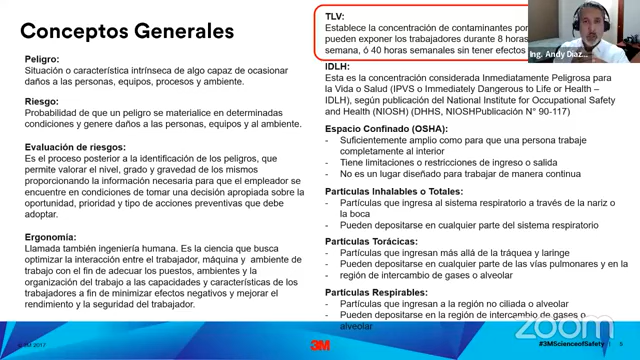 Conceptos Generales
Peligro:
Situación o característica intrínseca de algo capaz de ocasionar
daños a las personas, equipos, procesos y ambiente.
Riesgo:
Probabilidad de que un peligro se materialice en determinadas
condiciones y genere daños a las personas, equipos y al ambiente.
Evaluación de riesgos:
Es el proceso posterior a la identificación de los peligros, que
permite valorar el nivel, grado y gravedad de los mismos
proporcionando la información necesaria para que el empleador se
encuentre en condiciones de tomar una decisión apropiada sobre la
oportunidad, prioridad y tipo de acciones preventivas que debe
adoptar.
Ergonomía:
Llamada también ingeniería humana. Es la ciencia que busca
optimizar la interacción entre el trabajador, máquina y ambiente de
trabajo con el fin de adecuar los puestos, ambientes y la
organización del trabajo a las capacidades y características de los
trabajadores a fin de minimizar efectos negativos y mejorar el
rendimiento y la seguridad del trabajador.
TLV:
Establece la concentración de contaminantes por
pueden exponer los trabajadores durante 8 horas
semana, ó 40 horas semanales sin tener efectos
Ing. Andy Díaz...
IDLH:
Esta es la concentración considerada Inmediatamente Peligrosa para
la Vida o Salud (IPVS o Immediately Dangerous to Life or Health –
IDLH), según publicación del National Institute for Occupational Safety
and Health (NIOSH) (DHHS, NIOSHPublicación N° 90-117)
Espacio Confinado (OSHA):
- Suficientemente amplio como para que una persona trabaje
completamente al interior
- Tiene limitaciones o restricciones de ingreso o salida
- No es un lugar diseñado para trabajar de manera continua
Partículas Inhalables o Totales:
- Partículas que ingresa al sistema respiratorio a través de la nariz o
la boca
- Pueden depositarse en cualquier parte del sistema respiratorio
Partículas Torácicas:
- Partículas que ingresan más allá de la tráquea y laringe
- Pueden depositarse en cualquier parte de las vías pulmonares y en la
- región de intercambio de gases o alveolar
Partículas Respirables:
- Partículas que ingresan a la región no ciliada o alveolar
- Pueden depositarse en la región de intercambio de gases o
alveolar
zoom
© 3M 2017
3M
#3MScienceofSafety | 5